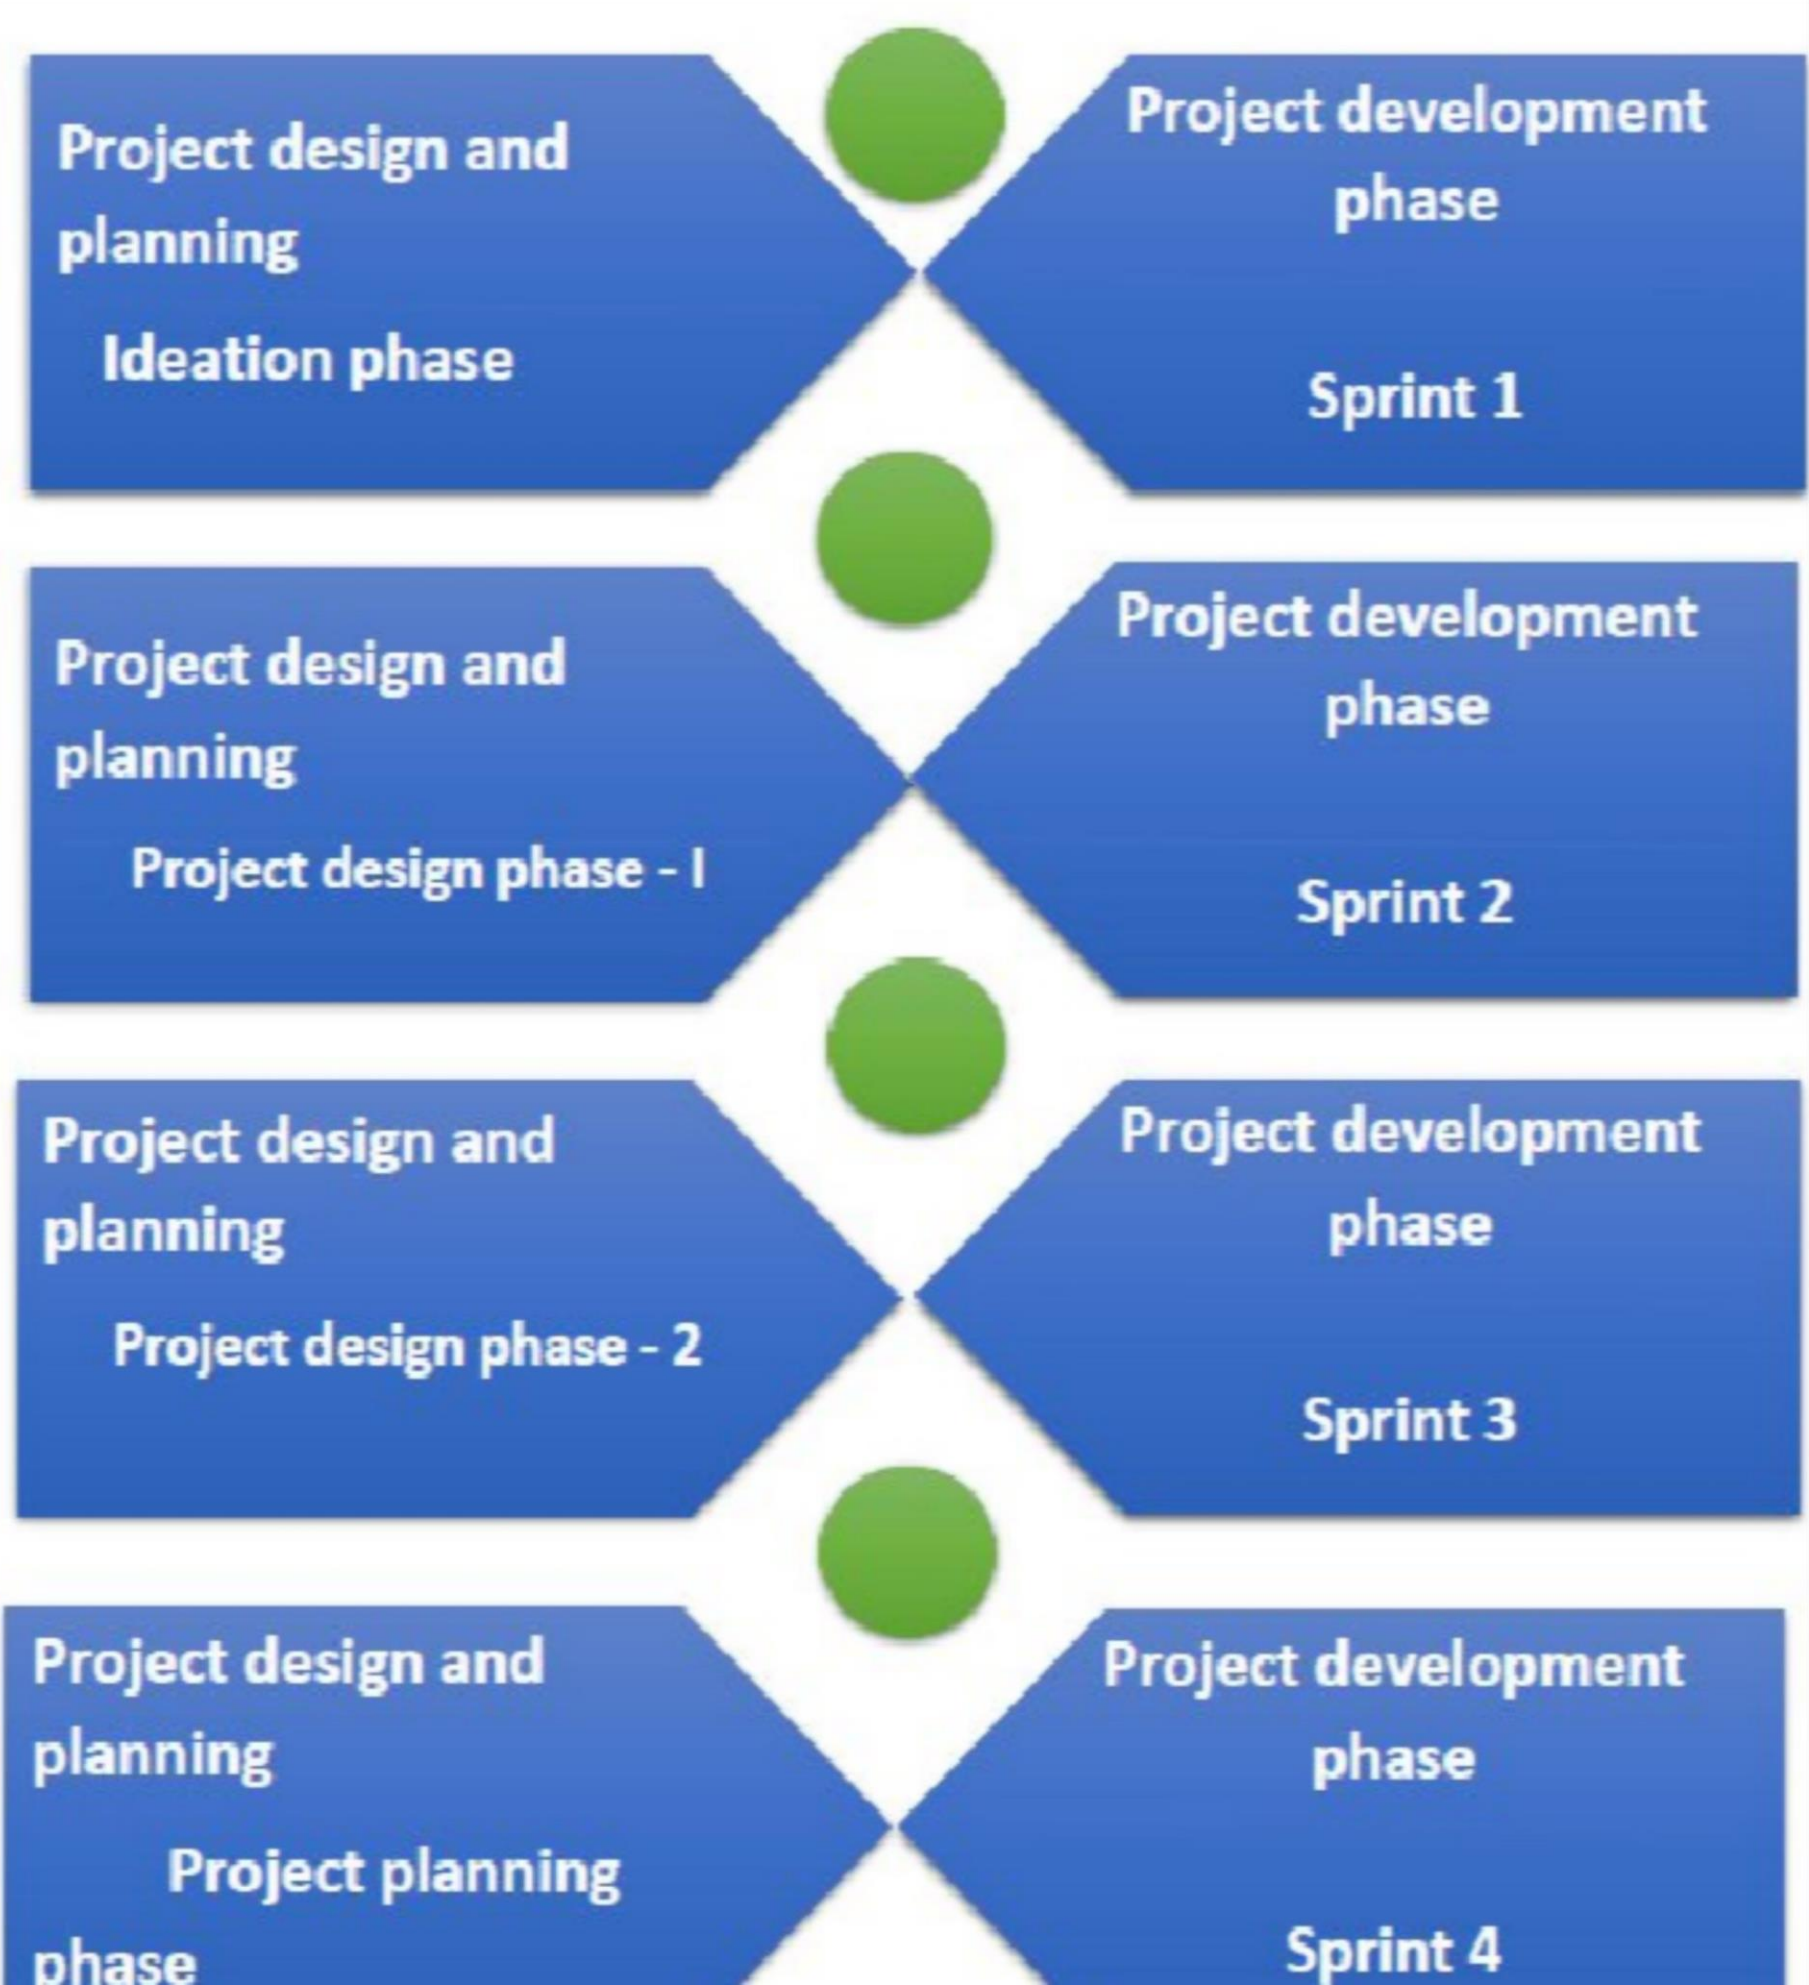 Project design and
planning
Ideation phase
Project development
phase
Sprint 1
Project design and
planning
Project design phase - I
Project development
phase
Sprint 2
Project design and
planning
Project design phase - 2
Project development
phase
Sprint 3
Project design and
planning
Project planning
phase
Project development
phase
Sprint 4